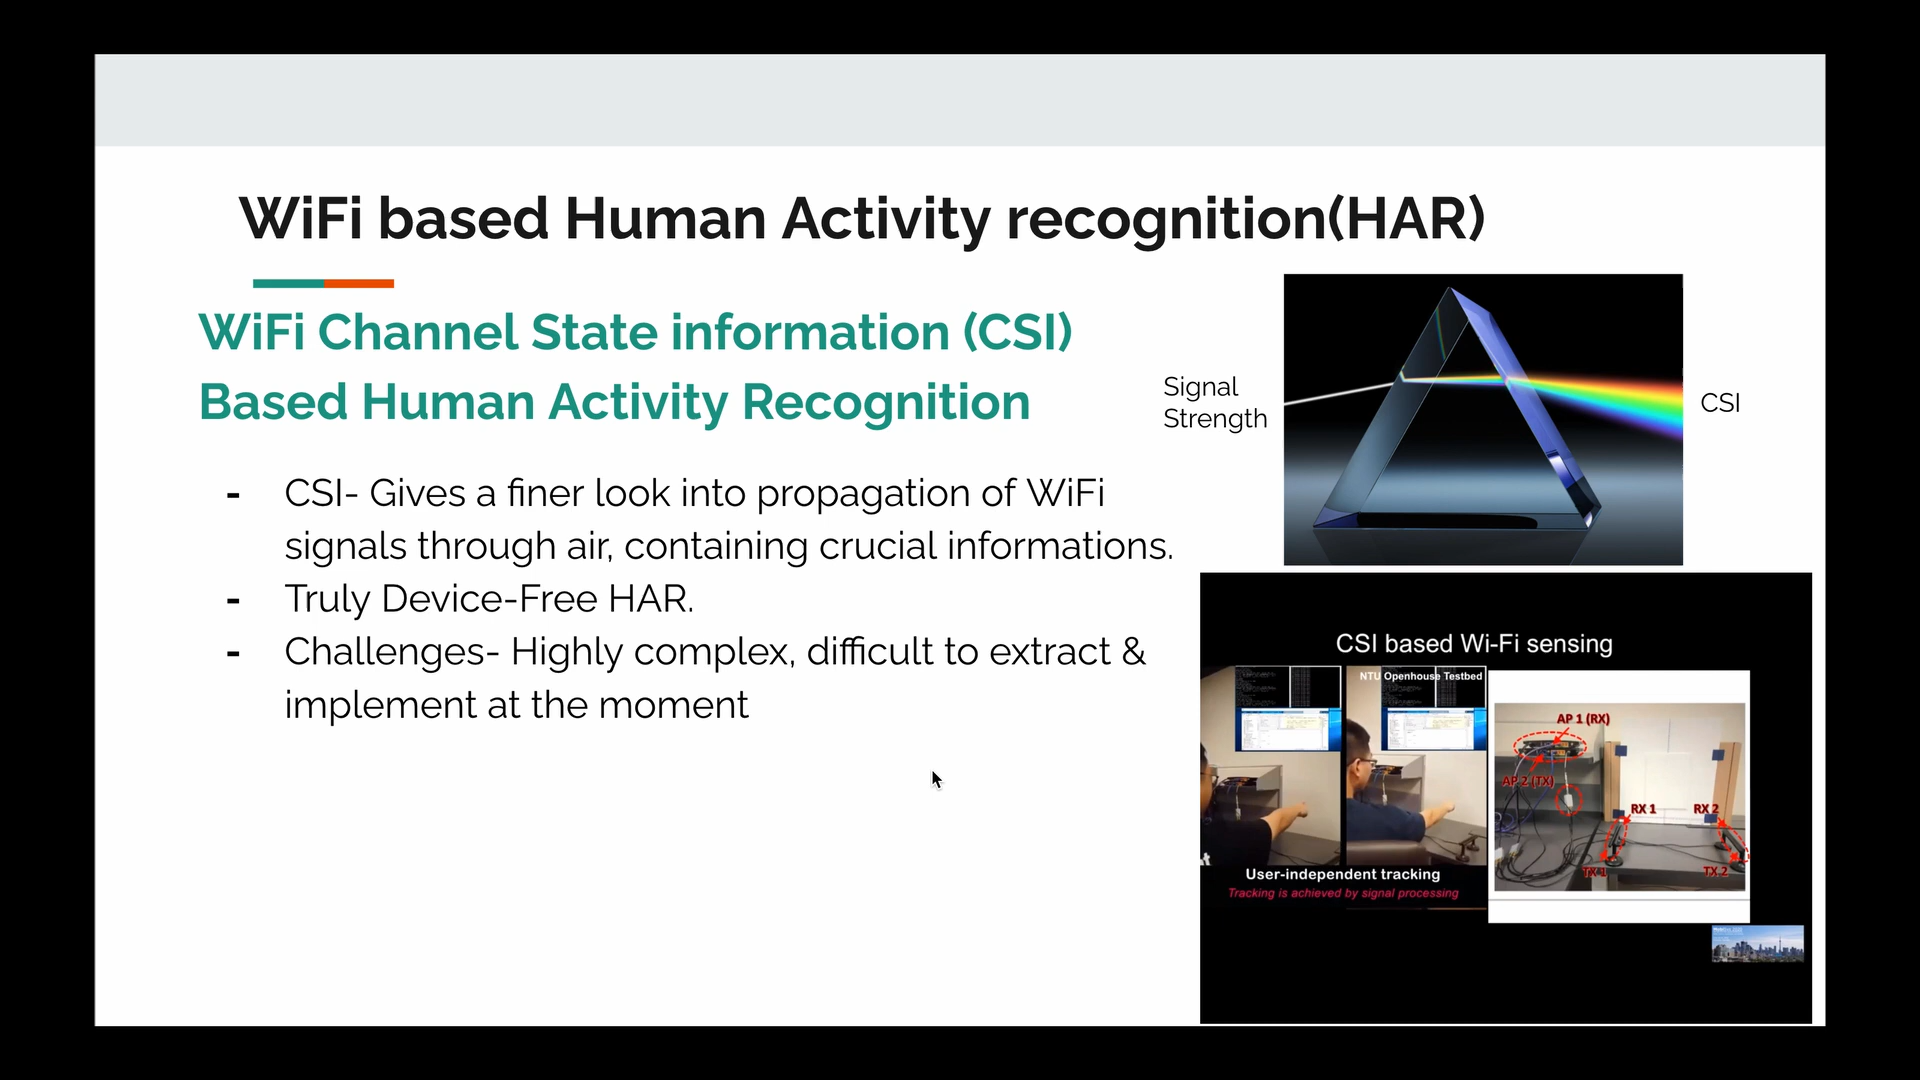 WiFi based Human Activity recognition(HAR)
WiFi Channel State information (CSI)
Based Human Activity Recognition
- CSI- Gives a finer look into propagation of WiFi
signals through air, containing crucial informations.
- Truly Device-Free HAR.
- Challenges- Highly complex, difficult to extract &
implement at the moment
Signal
Strength
CSI
CSI based Wi-Fi sensing
NTU Openhouse Testbed
User-independent tracking
Tracking is achieved by signal processing
AP 1 (RX)
AP 2 (TX)
RX 1
RX 2
TX 1
TX 2